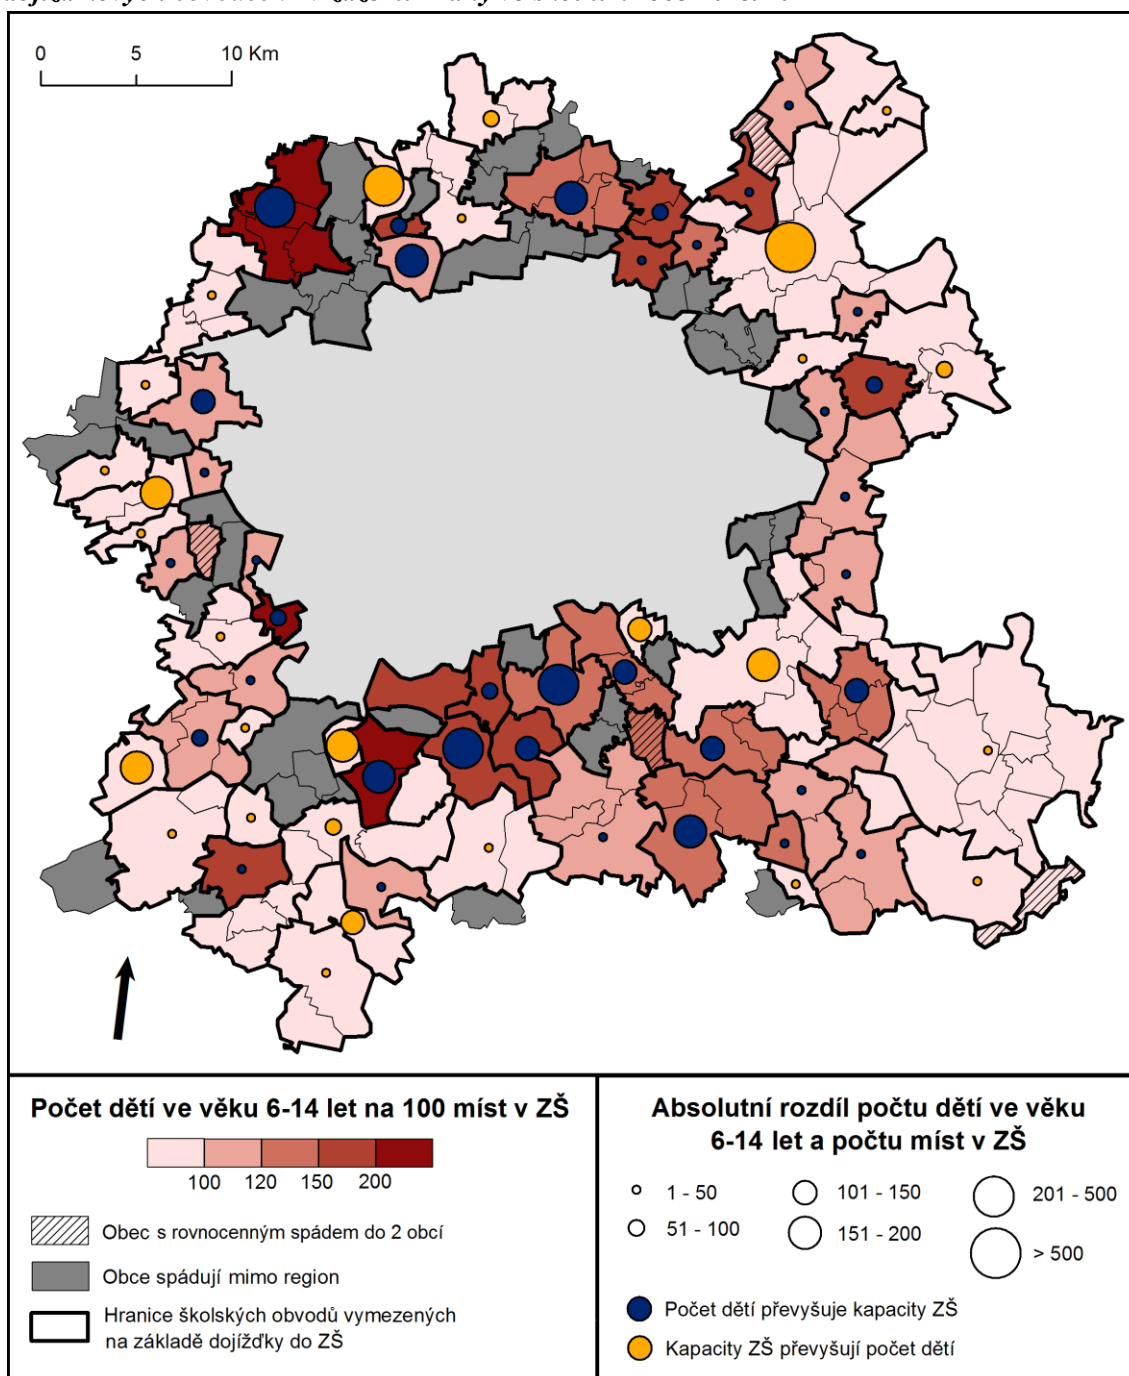 0 5 10 Km
Počet dětí ve věku 6-14 let na 100 míst v ZŠ
100 120 150 200
Obec s rovnocenným spádem do 2 obcí
Obce spádují mimo region
Hranice školských obvodů vymezených
na základě dojížďky do ZŠ
Absolutní rozdíl počtu dětí ve věku
6-14 let a počtu míst v ZŠ
1 - 50
51 - 100
101 - 150
151 - 200
201 - 500
> 500
Počet dětí převyšuje kapacity ZŠ
Kapacity ZŠ převyšují počet dětí